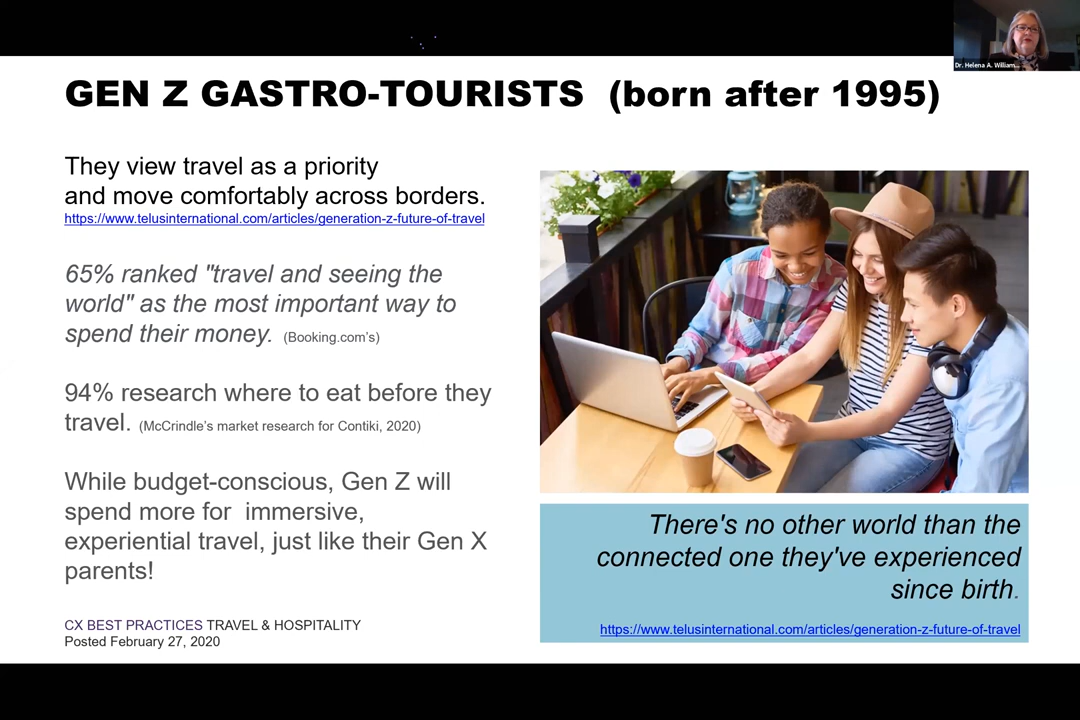 Dr. Helena A. William...
GEN Z GASTRO-TOURISTS (born after 1995)
They view travel as a priority
and move comfortably across borders.
https://www.telusinternational.com/articles/generation-z-future-of-travel
65% ranked "travel and seeing the
world" as the most important way to
spend their money. (Booking.com's)
94% research where to eat before they
travel. (McCrindle's market research for Contiki, 2020)
While budget-conscious, Gen Z will
spend more for immersive,
experiential travel, just like their Gen X
parents!
CX BEST PRACTICES TRAVEL & HOSPITALITY
Posted February 27, 2020
There's no other world than the
connected one they've experienced
since birth.
https://www.telusinternational.com/articles/generation-z-future-of-travel